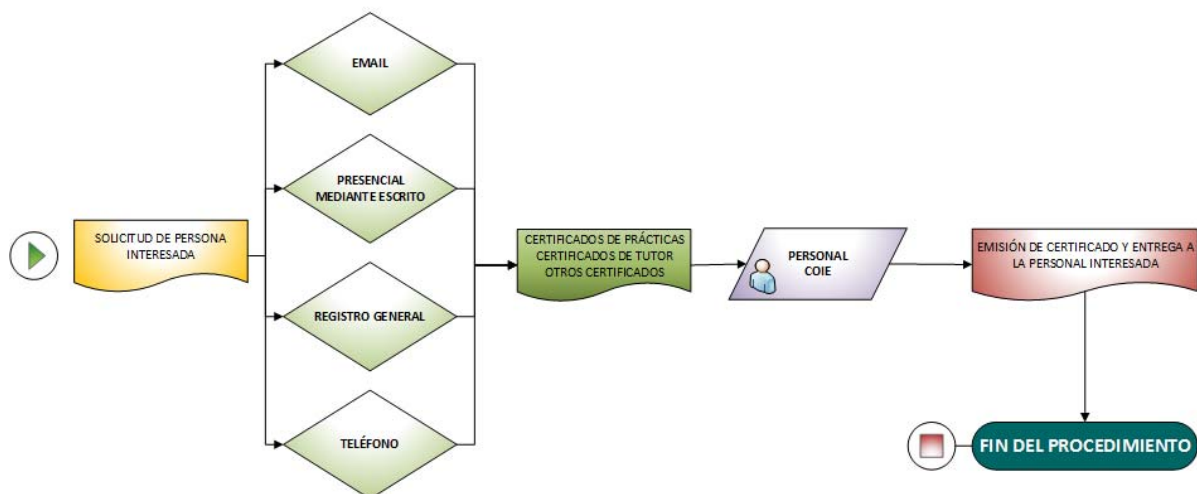 EMAIL
PRESENCIAL
MEDIANTE ESCRITO
SOLICITUD DE PERSONA
INTERESADA
REGISTRO GENERAL
TELÉFONO
CERTIFICADOS DE PRÁCTICAS
CERTIFICADOS DE TUTOR
OTROS CERTIFICADOS
PERSONAL
COIE
EMISIÓN DE CERTIFICADO Y ENTREGA A
LA PERSONAL INTERESADA
FIN DEL PROCEDIMIENTO